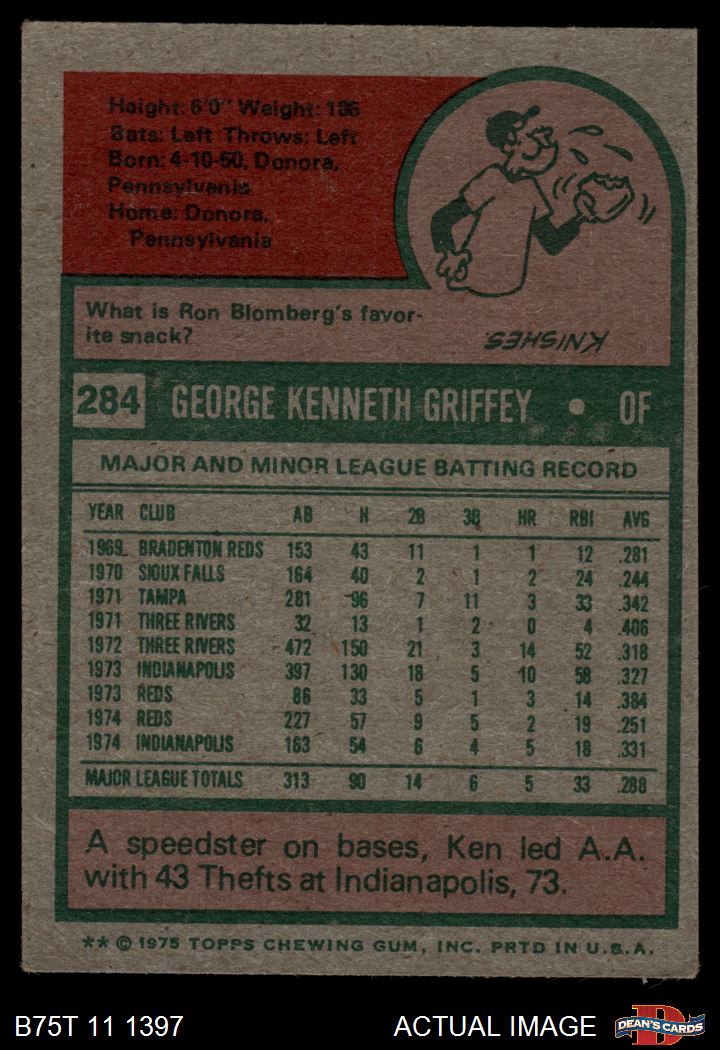 Height: 6'0" Weight: 186
Bats: Left Throws: Left
Born: 4-10-50, Donora,
Pennsylvania
Home: Donora,
Pennsylvania
What is Ron Blomberg's favor-
ite snack?
KNISHES.
284 GEORGE KENNETH GRIFFEY • OF
MAJOR AND MINOR LEAGUE BATTING RECORD
YEAR CLUB AB H 2B 3B HR RBI AVG
1969 BRADENTON REDS 153 43 11 1 1 12 .281
1970 SIOUX FALLS 164 40 2 1 2 24 .244
1971 TAMPA 281 96 7 11 3 33 .342
1971 THREE RIVERS 32 13 1 2 0 4 .406
1972 THREE RIVERS 472 150 21 3 14 52 .318
1973 INDIANAPOLIS 397 130 18 5 10 58 .327
1973 REDS 86 33 5 1 3 14 .384
1974 REDS 227 57 9 5 2 19 .251
1974 INDIANAPOLIS 163 54 6 4 5 18 .331
MAJOR LEAGUE TOTALS 313 90 14 6 5 33 .288
A speedster on bases, Ken led A.A.
with 43 Thefts at Indianapolis, 73.
** © 1975 TOPPS CHEWING GUM, INC. PRTD IN U.S.A.
B75T 11 1397 ACTUAL IMAGE DEAN'S CARDS